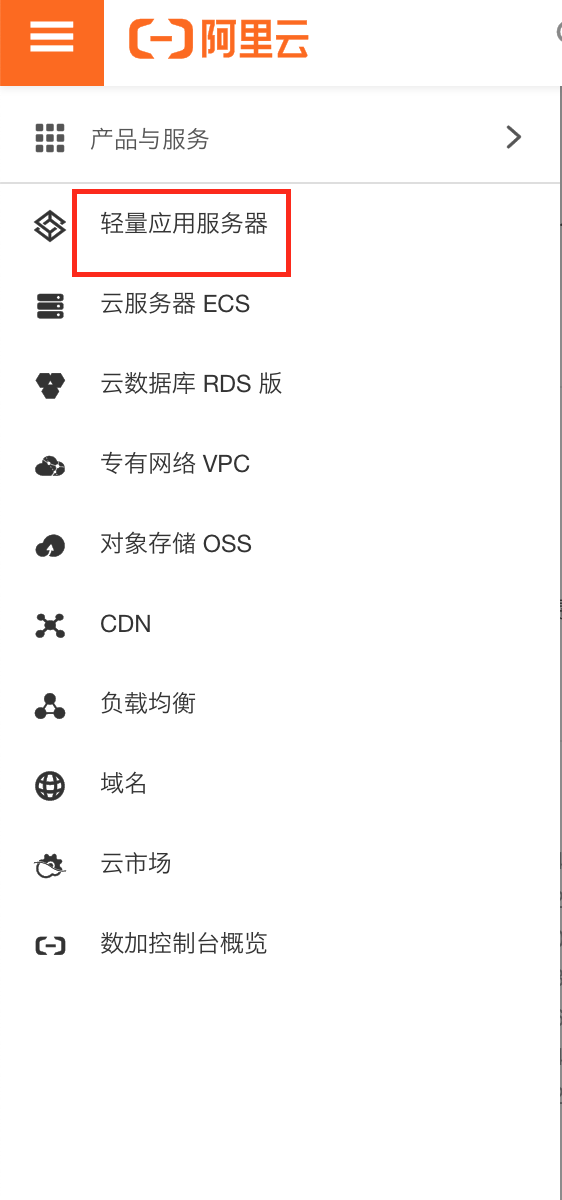 阿里云
产品与服务
轻量应用服务器
云服务器 ECS
云数据库 RDS 版
专有网络 VPC
对象存储 OSS
CDN
负载均衡
域名
云市场
数加控制台概览